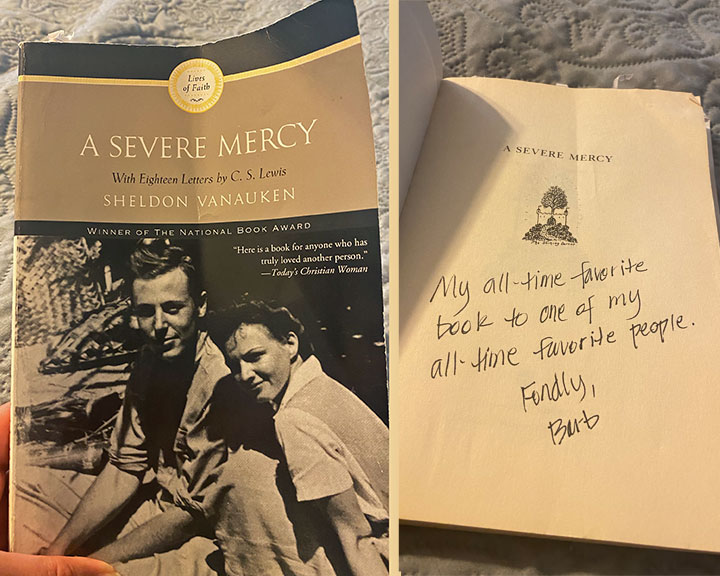 Lives
of Faith
A SEVERE MERCY
With Eighteen Letters by C. S. Lewis
SHELDON VANAUKEN
WINNER OF THE NATIONAL BOOK AWARD
“Here is a book for anyone who has
truly loved another person.”
—Today's Christian Woman
A SEVERE MERCY
My all-time favorite
book to one of my
all-time favorite people.
Fondly,
Barb